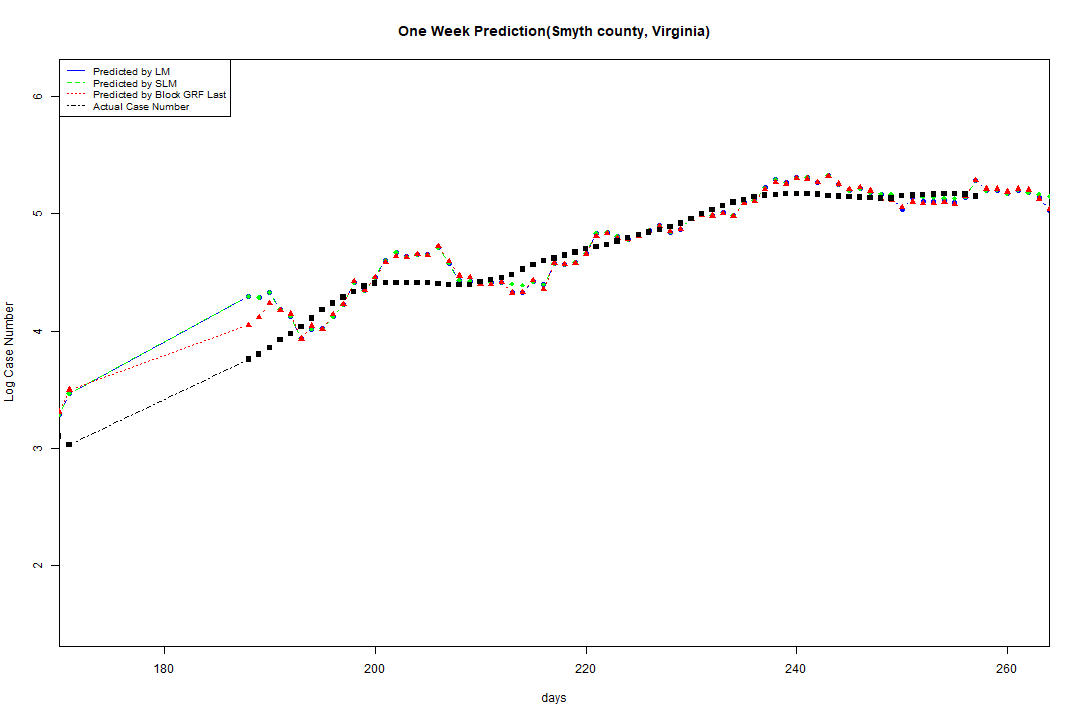 One Week Prediction(Smyth county, Virginia)
Predicted by LM
Predicted by SLM
Predicted by Block GRF Last
Actual Case Number
6
5
4
3
2
Log Case Number
180
200
220
240
260
days